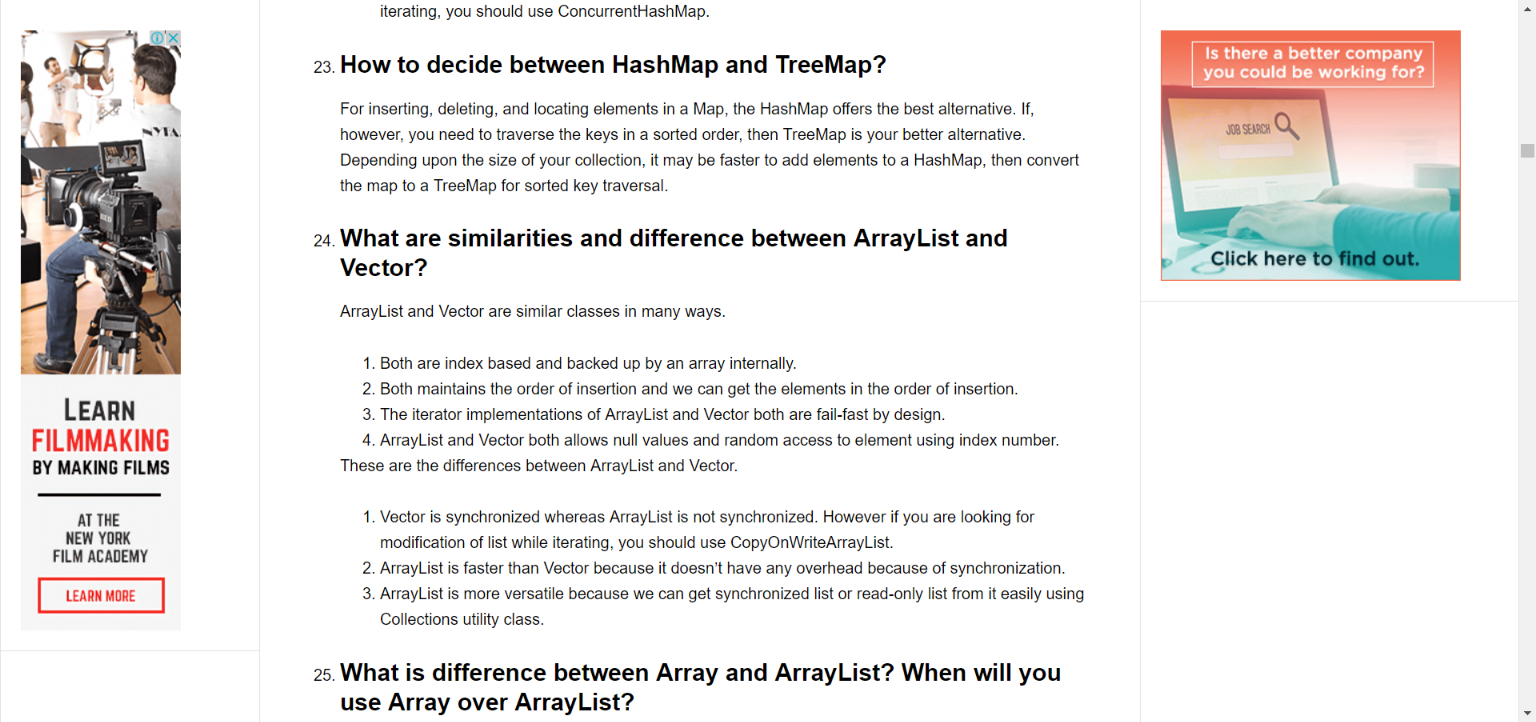 iterating, you should use ConcurrentHashMap.
23. How to decide between HashMap and TreeMap?
For inserting, deleting, and locating elements in a Map, the HashMap offers the best alternative. If,
however, you need to traverse the keys in a sorted order, then TreeMap is your better alternative.
Depending upon the size of your collection, it may be faster to add elements to a HashMap, then convert
the map to a TreeMap for sorted key traversal.
24. What are similarities and difference between ArrayList and
Vector?
ArrayList and Vector are similar classes in many ways.
1. Both are index based and backed up by an array internally.
2. Both maintains the order of insertion and we can get the elements in the order of insertion.
3. The iterator implementations of ArrayList and Vector both are fail-fast by design.
4. ArrayList and Vector both allows null values and random access to element using index number.
These are the differences between ArrayList and Vector.
1. Vector is synchronized whereas ArrayList is not synchronized. However if you are looking for
modification of list while iterating, you should use CopyOnWriteArrayList.
2. ArrayList is faster than Vector because it doesn’t have any overhead because of synchronization.
3. ArrayList is more versatile because we can get synchronized list or read-only list from it easily using
Collections utility class.
25. What is difference between Array and ArrayList? When will you
use Array over ArrayList?
NYFA
RED
LEARN
FILMMAKING
BY MAKING FILMS
AT THE
NEW YORK
FILM ACADEMY
LEARN MORE
Is there a better company
you could be working for?
JOB SEARCH
Click here to find out.